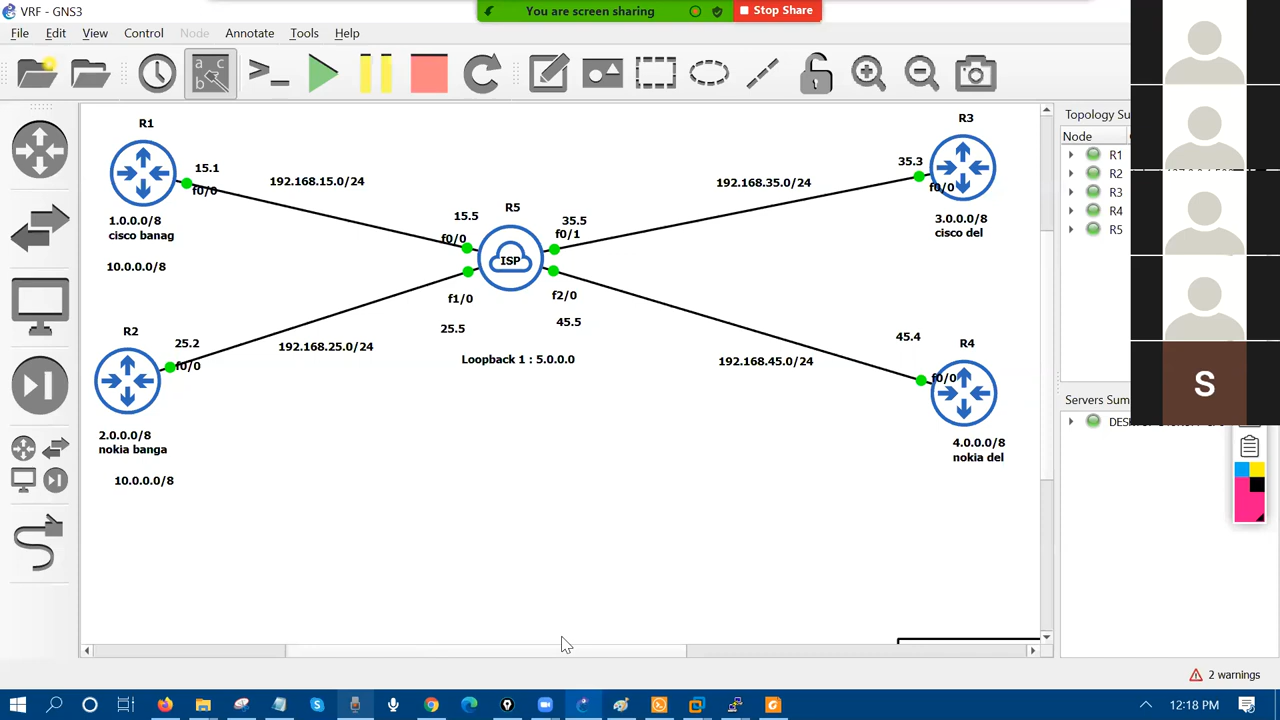 VRF - GNS3
You are screen sharing
Stop Share
File Edit View Control Node Annotate Tools Help
a c
b
R1
15.1
f0/0
192.168.15.0/24
1.0.0.0/8
cisco banag
10.0.0.0/8
R5
15.5
f0/0
35.5
f0/1
ISP
f1/0
25.5
f2/0
45.5
Loopback 1 : 5.0.0.0
R3
35.3
f0/0
192.168.35.0/24
3.0.0.0/8
cisco del
R2
25.2
f0/0
192.168.25.0/24
2.0.0.0/8
nokia banga
10.0.0.0/8
R4
45.4
f0/0
192.168.45.0/24
4.0.0.0/8
nokia del
Topology Su
Node
R1
R2
R3
R4
R5
Servers Sum
S
2 warnings
12:18 PM